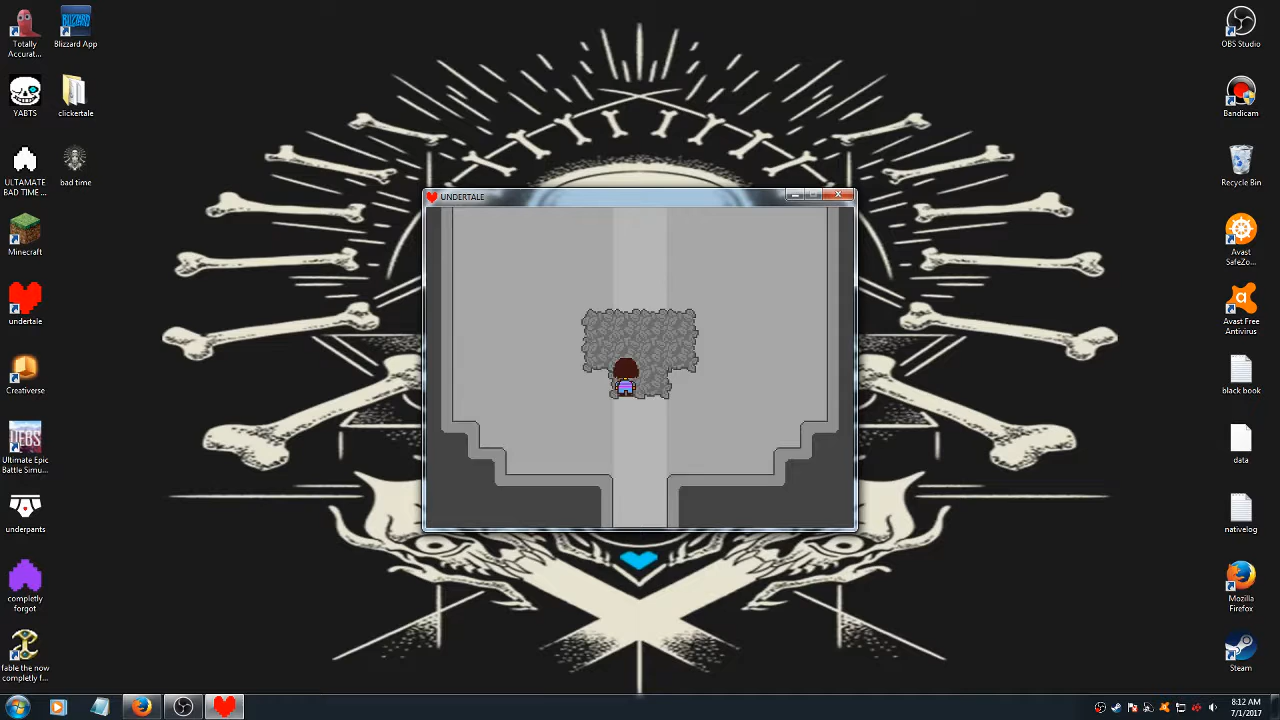 Totally
Accurat...
Blizzard App
YABTS
clickertale
ULTIMATE
BAD TIME ...
bad time
Minecraft
undertale
Creativerse
Ultimate Epic
Battle Simu...
underpants
completly
forgot
fable the now
completly f...
UNDERTALE
OBS Studio
Bandicam
Recycle Bin
Avast
SafeZo...
Avast Free
Antivirus
black book
data
nativelog
Mozilla
Firefox
Steam
8:12 AM
7/1/2017